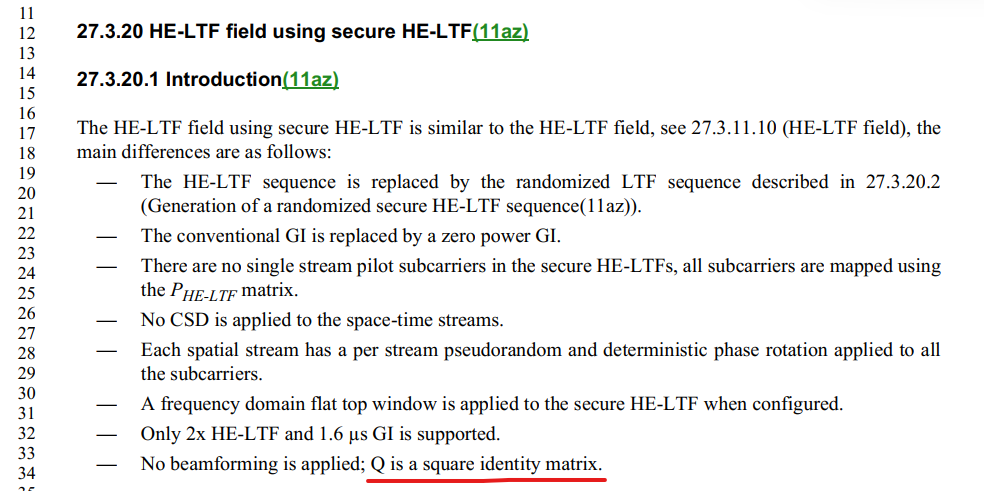 11
12 27.3.20 HE-LTF field using secure HE-LTF(11az)
13
14 27.3.20.1 Introduction(11az)
15
16
17 The HE-LTF field using secure HE-LTF is similar to the HE-LTF field, see 27.3.11.10 (HE-LTF field), the
18 main differences are as follows:
19 — The HE-LTF sequence is replaced by the randomized LTF sequence described in 27.3.20.2
20
21 (Generation of a randomized secure HE-LTF sequence(11az)).
22 — The conventional GI is replaced by a zero power GI.
23
24 — There are no single stream pilot subcarriers in the secure HE-LTFs, all subcarriers are mapped using
25 the PHE-LTF matrix.
26 — No CSD is applied to the space-time streams.
27
28 — Each spatial stream has a per stream pseudorandom and deterministic phase rotation applied to all
29 the subcarriers.
30
31 — A frequency domain flat top window is applied to the secure HE-LTF when configured.
32 — Only 2x HE-LTF and 1.6 µs GI is supported.
33
34 — No beamforming is applied; Q is a square identity matrix.